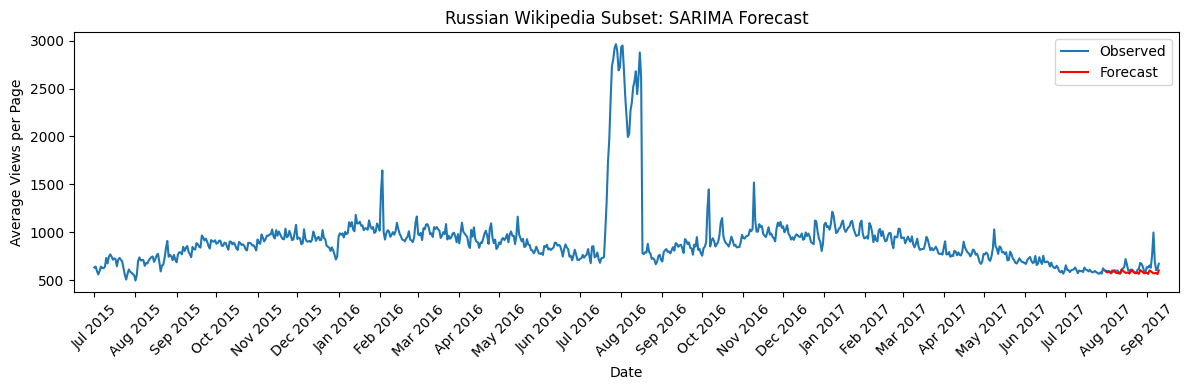 Russian Wikipedia Subset: SARIMA Forecast
Average Views per Page
3000
2500
2000
1500
1000
500
Observed
Forecast
Jul 2015
Aug 2015
Sep 2015
Oct 2015
Nov 2015
Dec 2015
Jan 2016
Feb 2016
Mar 2016
Apr 2016
May 2016
Jun 2016
Jul 2016
Aug 2016
Sep 2016
Oct 2016
Nov 2016
Dec 2016
Jan 2017
Feb 2017
Mar 2017
Apr 2017
May 2017
Jun 2017
Jul 2017
Aug 2017
Sep 2017
Date